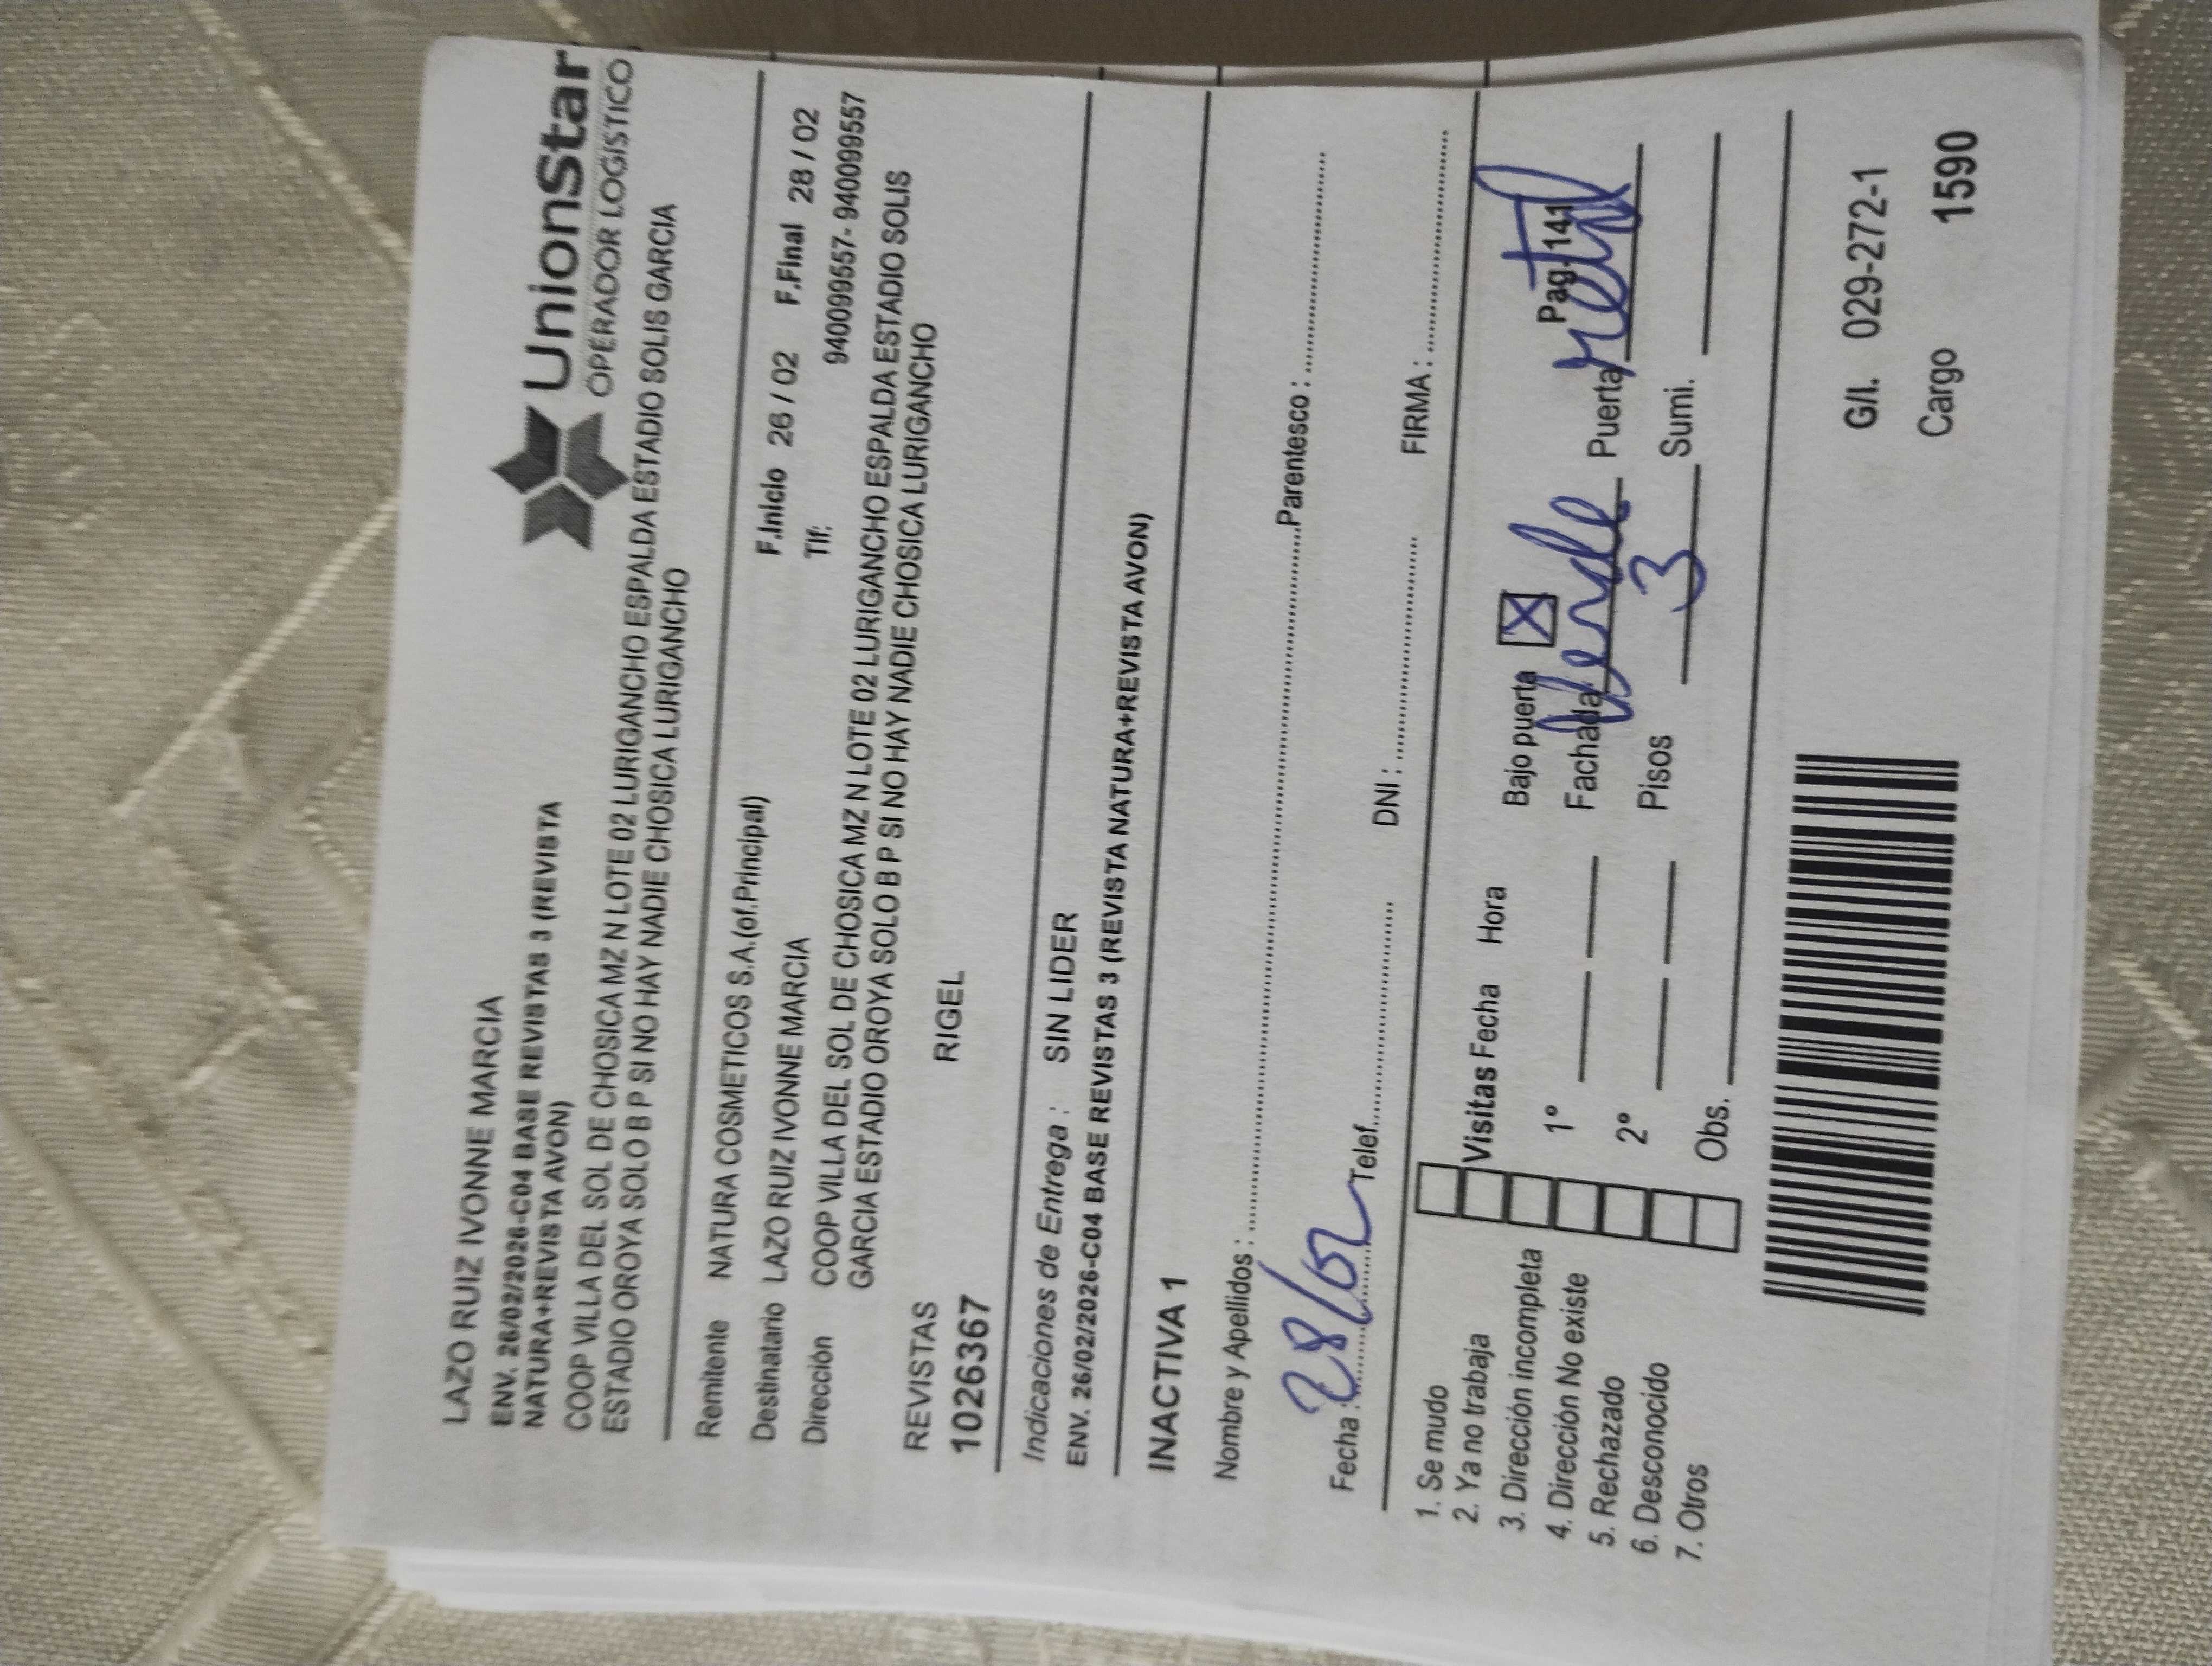 LAZO RUIZ IVONNE MARCIA
ENV. 26/02/2026-C04 BASE REVISTAS 3 (REVISTA
NATURA+REVISTA AVON)
UnionStar
OPERADOR LOGISTICO
COOP VILLA DEL SOL DE CHOSICA MZ N LOTE 02 LURIGANCHO ESPALDA ESTADIO SOLIS GARCIA
ESTADIO OROYA SOLO B P SI NO HAY NADIE CHOSICA LURIGANCHO
Remitente NATURA COSMETICOS S.A.(of.Principal)
Destinatario LAZO RUIZ IVONNE MARCIA F.Inicio 26 / 02 F.Final 28 / 02
Tlf: 940099557- 940099557
Dirección COOP VILLA DEL SOL DE CHOSICA MZ N LOTE 02 LURIGANCHO ESPALDA ESTADIO SOLIS
GARCIA ESTADIO OROYA SOLO B P SI NO HAY NADIE CHOSICA LURIGANCHO
REVISTAS RIGEL
1026367
Indicaciones de Entrega : SIN LIDER
ENV. 26/02/2026-C04 BASE REVISTAS 3 (REVISTA NATURA+REVISTA AVON)
INACTIVA 1
Nombre y Apellidos : Parentesco :
Fecha : 28/02 Telef. DNI : FIRMA :
1. Se mudo
2. Ya no trabaja
3. Dirección incompleta
4. Dirección No existe
5. Rechazado
6. Desconocido
7. Otros
Visitas Fecha Hora Bajo puerta X Pag-141
1º Fachada Puerta
2º Pisos 3 Sumi.
Obs.
G/I. 029-272-1
Cargo 1590